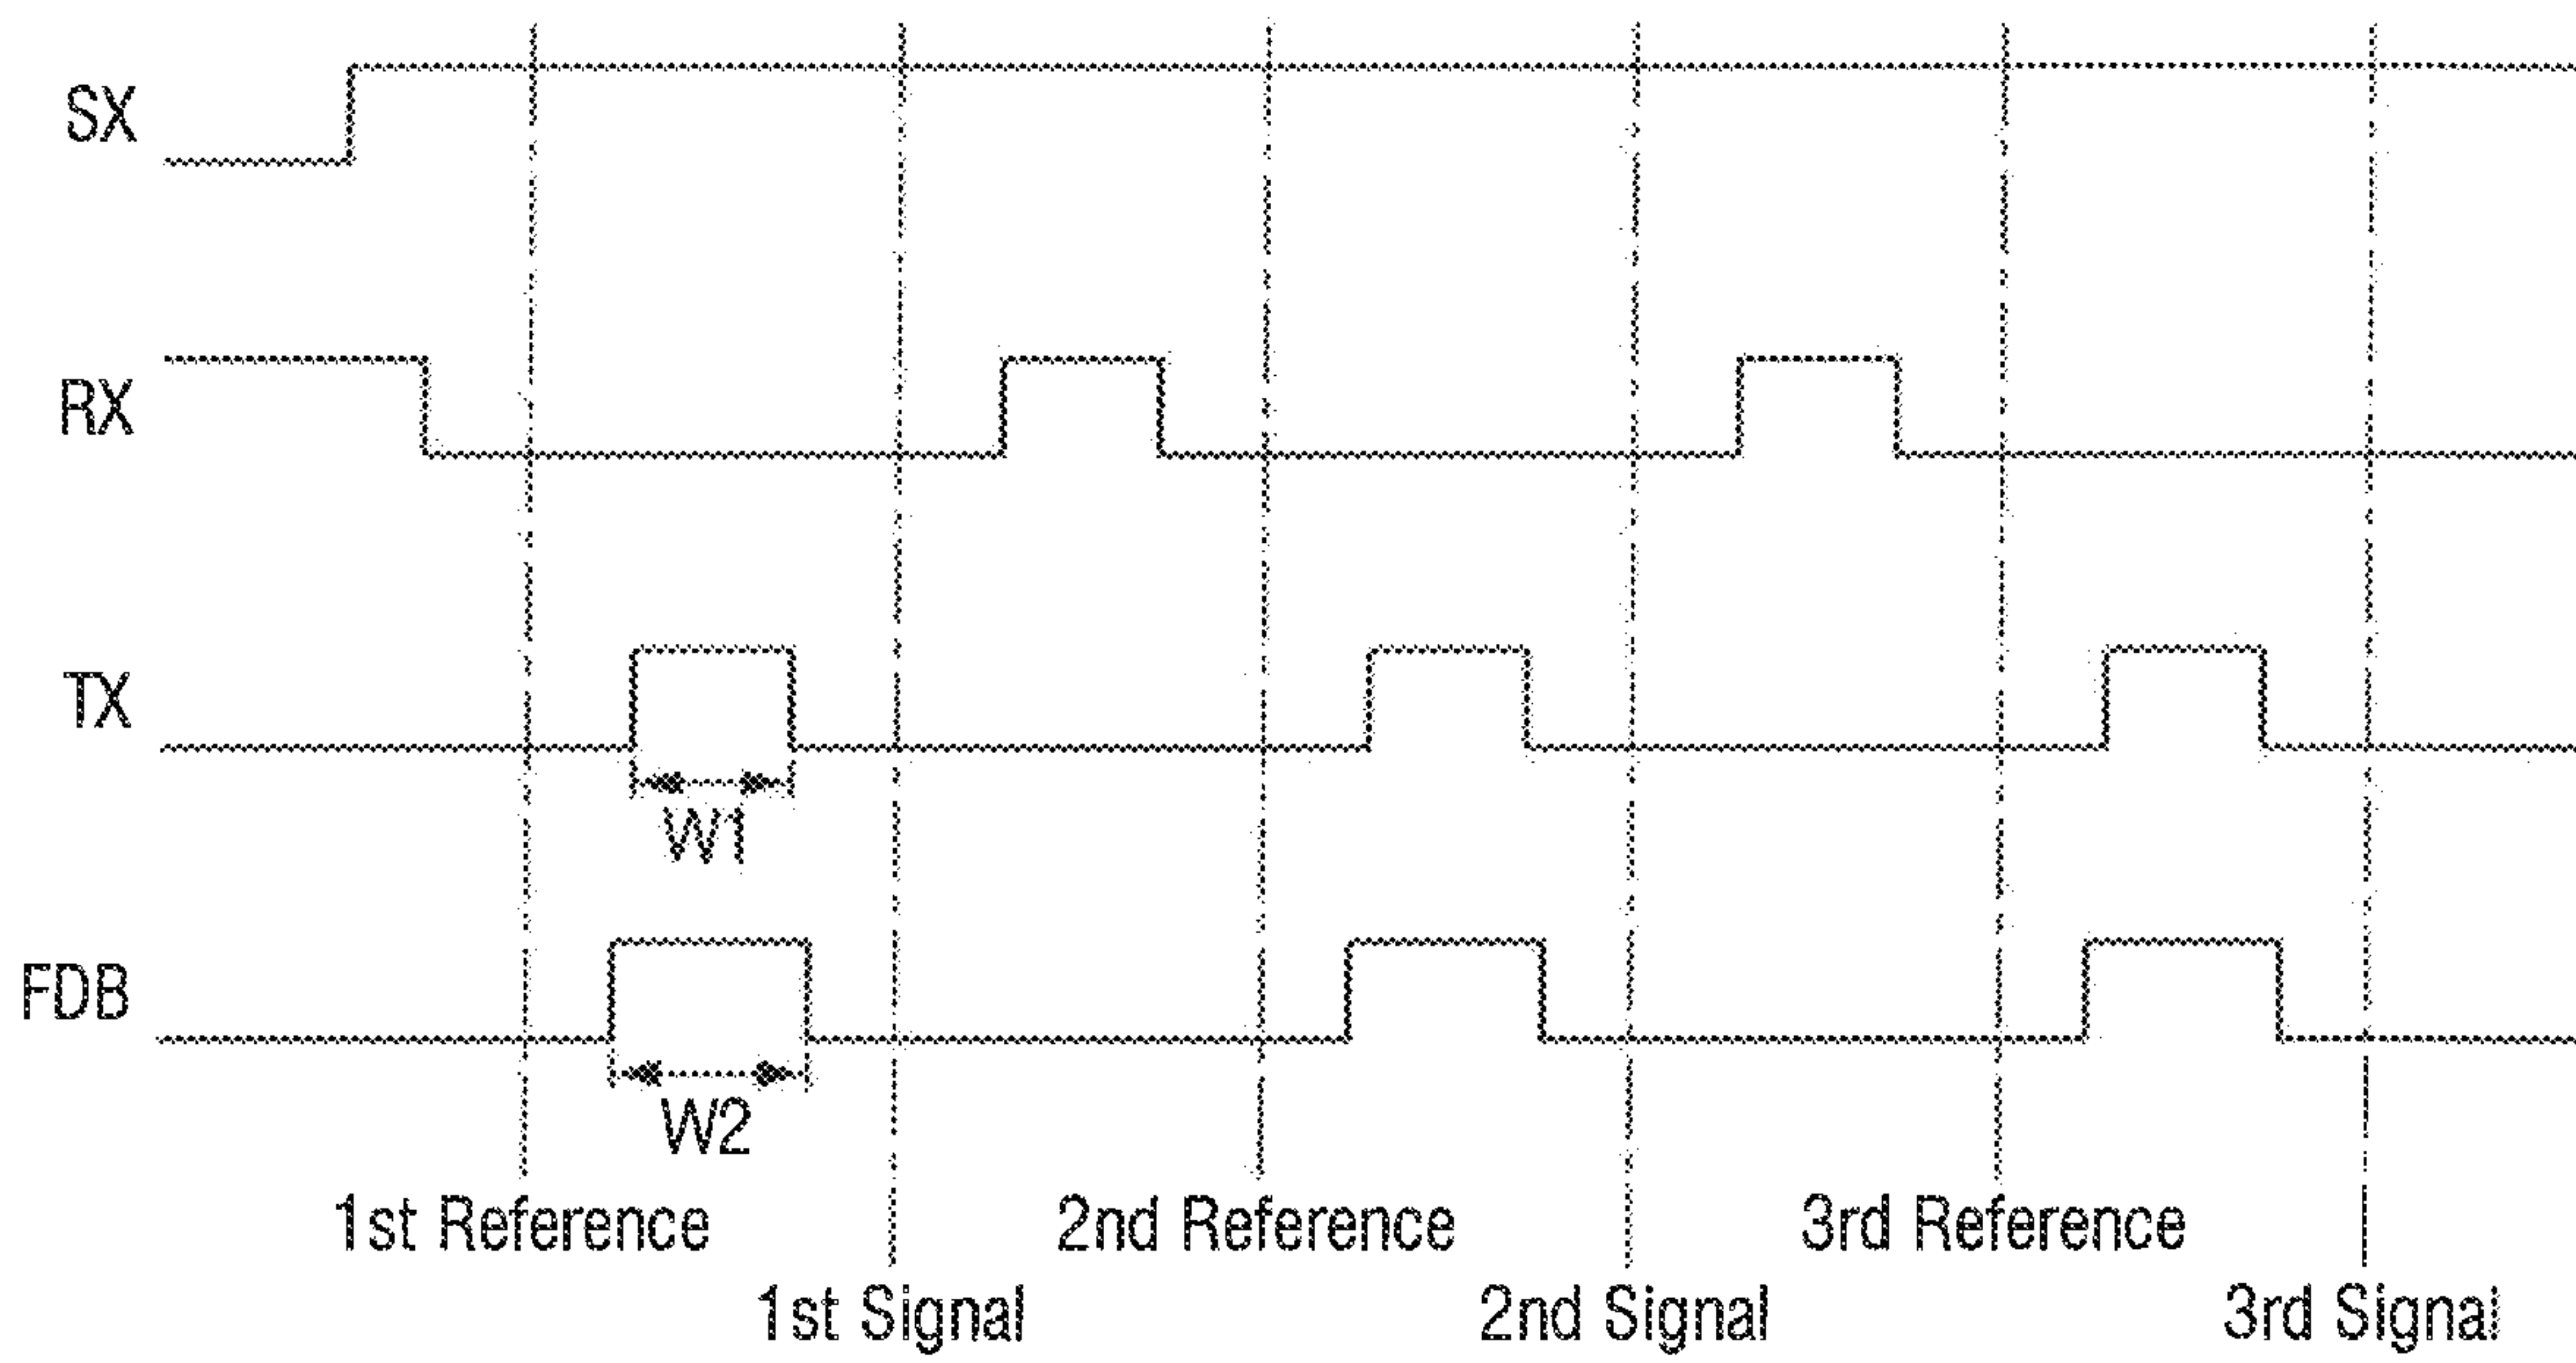 SX
RX
TX
W1
FDB
W2
1st Reference
2nd Reference
3rd Reference
1st Signal
2nd Signal
3rd Signal